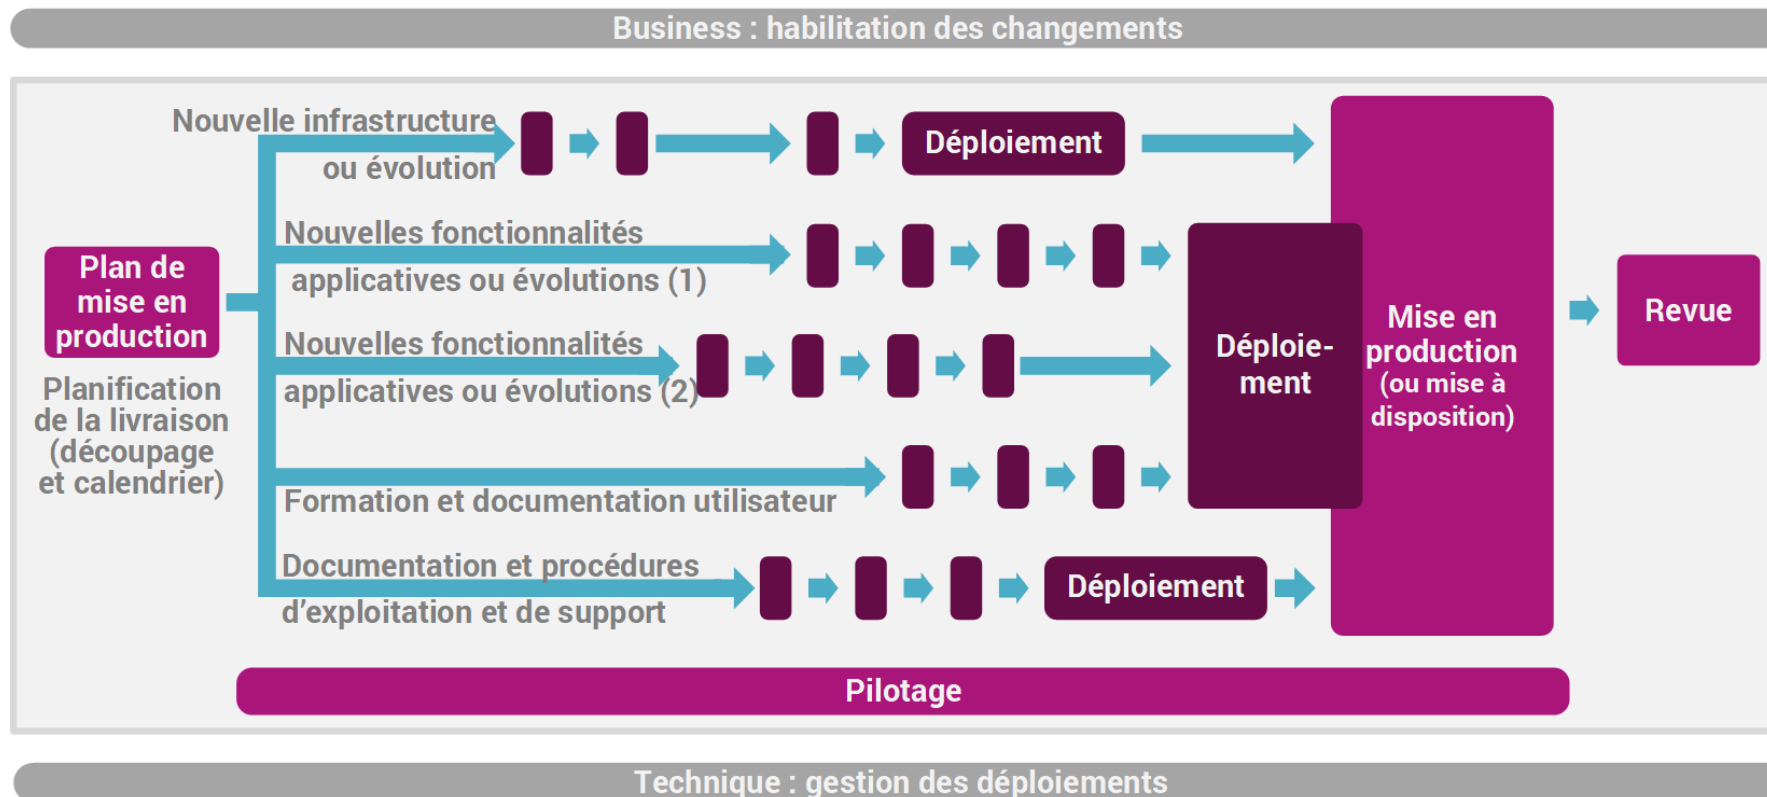 Business : habilitation des changements
Nouvelle infrastructure
ou évolution
Déploiement
Nouvelles fonctionnalités
applicatives ou évolutions (1)
Plan de
mise en
production
Planification
de la livraison
(découpage
et calendrier)
Nouvelles fonctionnalités
applicatives ou évolutions (2)
Formation et documentation utilisateur
Documentation et procédures
d’exploitation et de support
Déploiement
Déploie-
ment
Mise en
production
(ou mise à
disposition)
Revue
Pilotage
Technique : gestion des déploiements